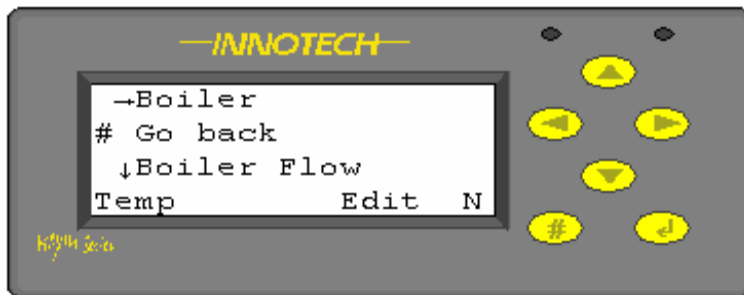 INNOTECH
→Boiler
# Go back
↓Boiler Flow
Temp Edit N
#